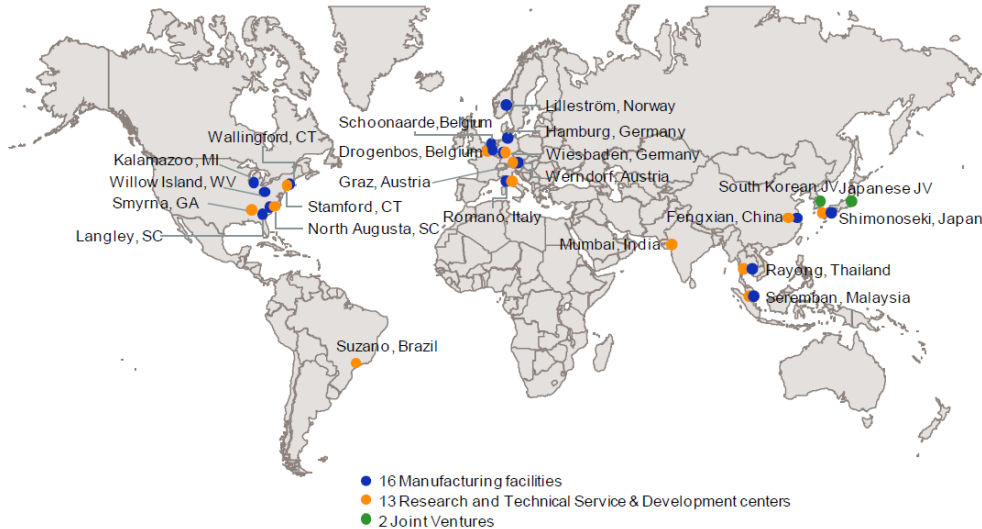 Lilleström, Norway
Schoonaarde, Belgium
Hamburg, Germany
Wallingford, CT
Drogenbos, Belgium
Wiesbaden, Germany
Kalamazoo, MI
Werndorf, Austria
Willow Island, WV
Graz, Austria
South Korean JV
Japanese JV
Smyrna, GA
Stamford, CT
Romano, Italy
Fengxian, China
Shimonoseki, Japan
North Augusta, SC
Langley, SC
Mumbai, India
Rayong, Thailand
Seremban, Malaysia
Suzano, Brazil
16 Manufacturing facilities
13 Research and Technical Service & Development centers
2 Joint Ventures